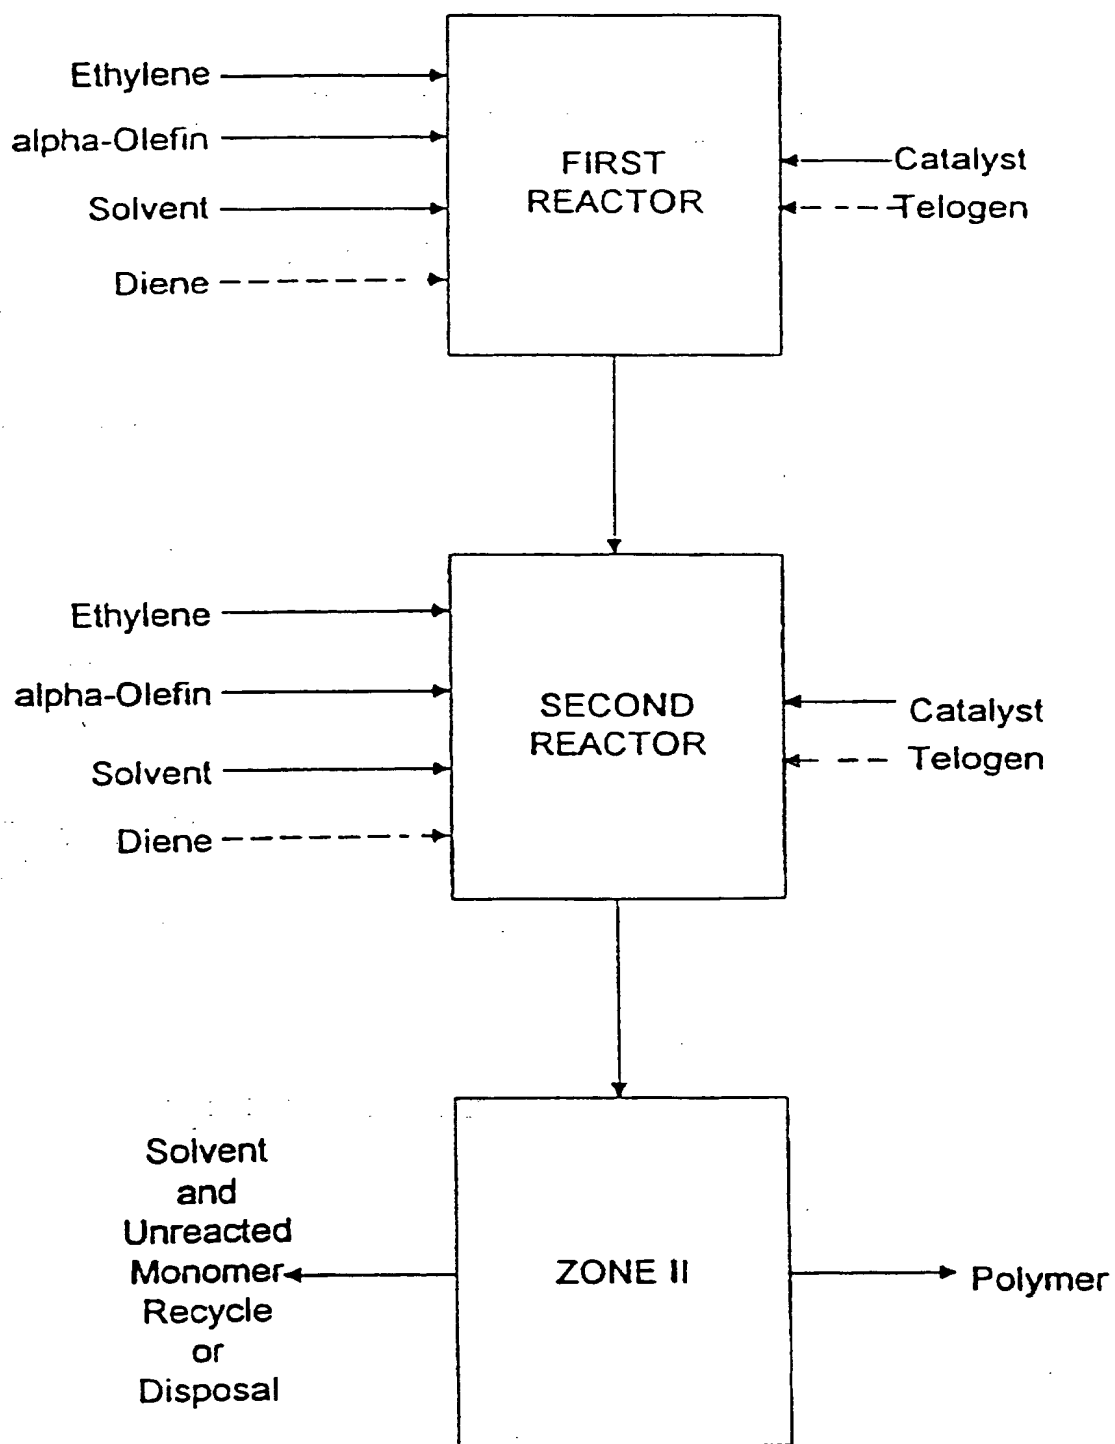 Ethylene
alpha-Olefin
Solvent
Diene
FIRST
REACTOR
Catalyst
Telogen
Ethylene
alpha-Olefin
Solvent
Diene
SECOND
REACTOR
Catalyst
Telogen
Solvent
and
Unreacted
Monomer
Recycle
or
Disposal
ZONE II
Polymer